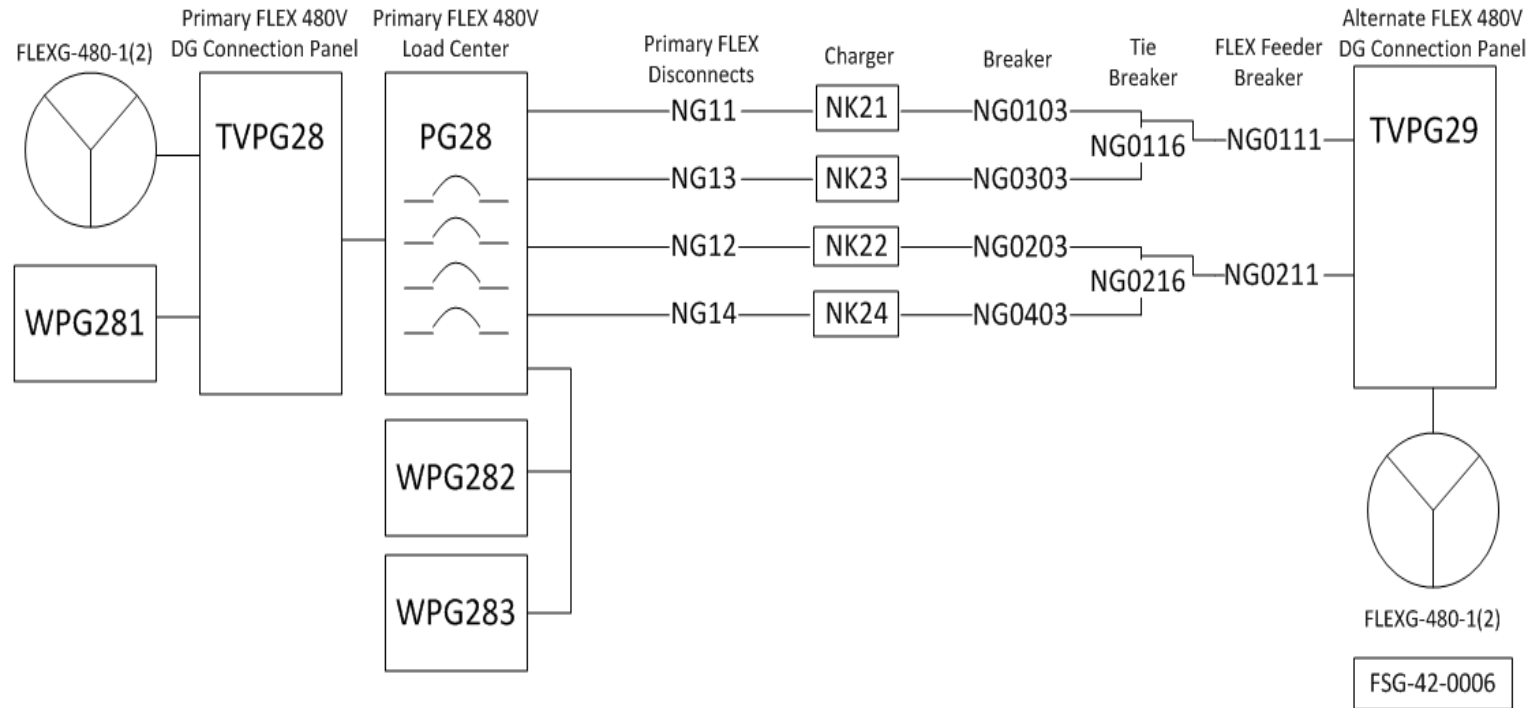 FLEXG-480-1(2)
Primary FLEX 480V
DG Connection Panel
Primary FLEX 480V
Load Center
Primary FLEX
Disconnects
Charger
Breaker
Tie
Breaker
FLEX Feeder
Breaker
Alternate FLEX 480V
DG Connection Panel
TVPG28
PG28
NG11
NK21
NG0103
NG0116
NG0111
TVPG29
NG13
NK23
NG0303
NG12
NK22
NG0203
NG0216
NG0211
NG14
NK24
NG0403
WPG281
WPG282
WPG283
FLEXG-480-1(2)
FSG-42-0006